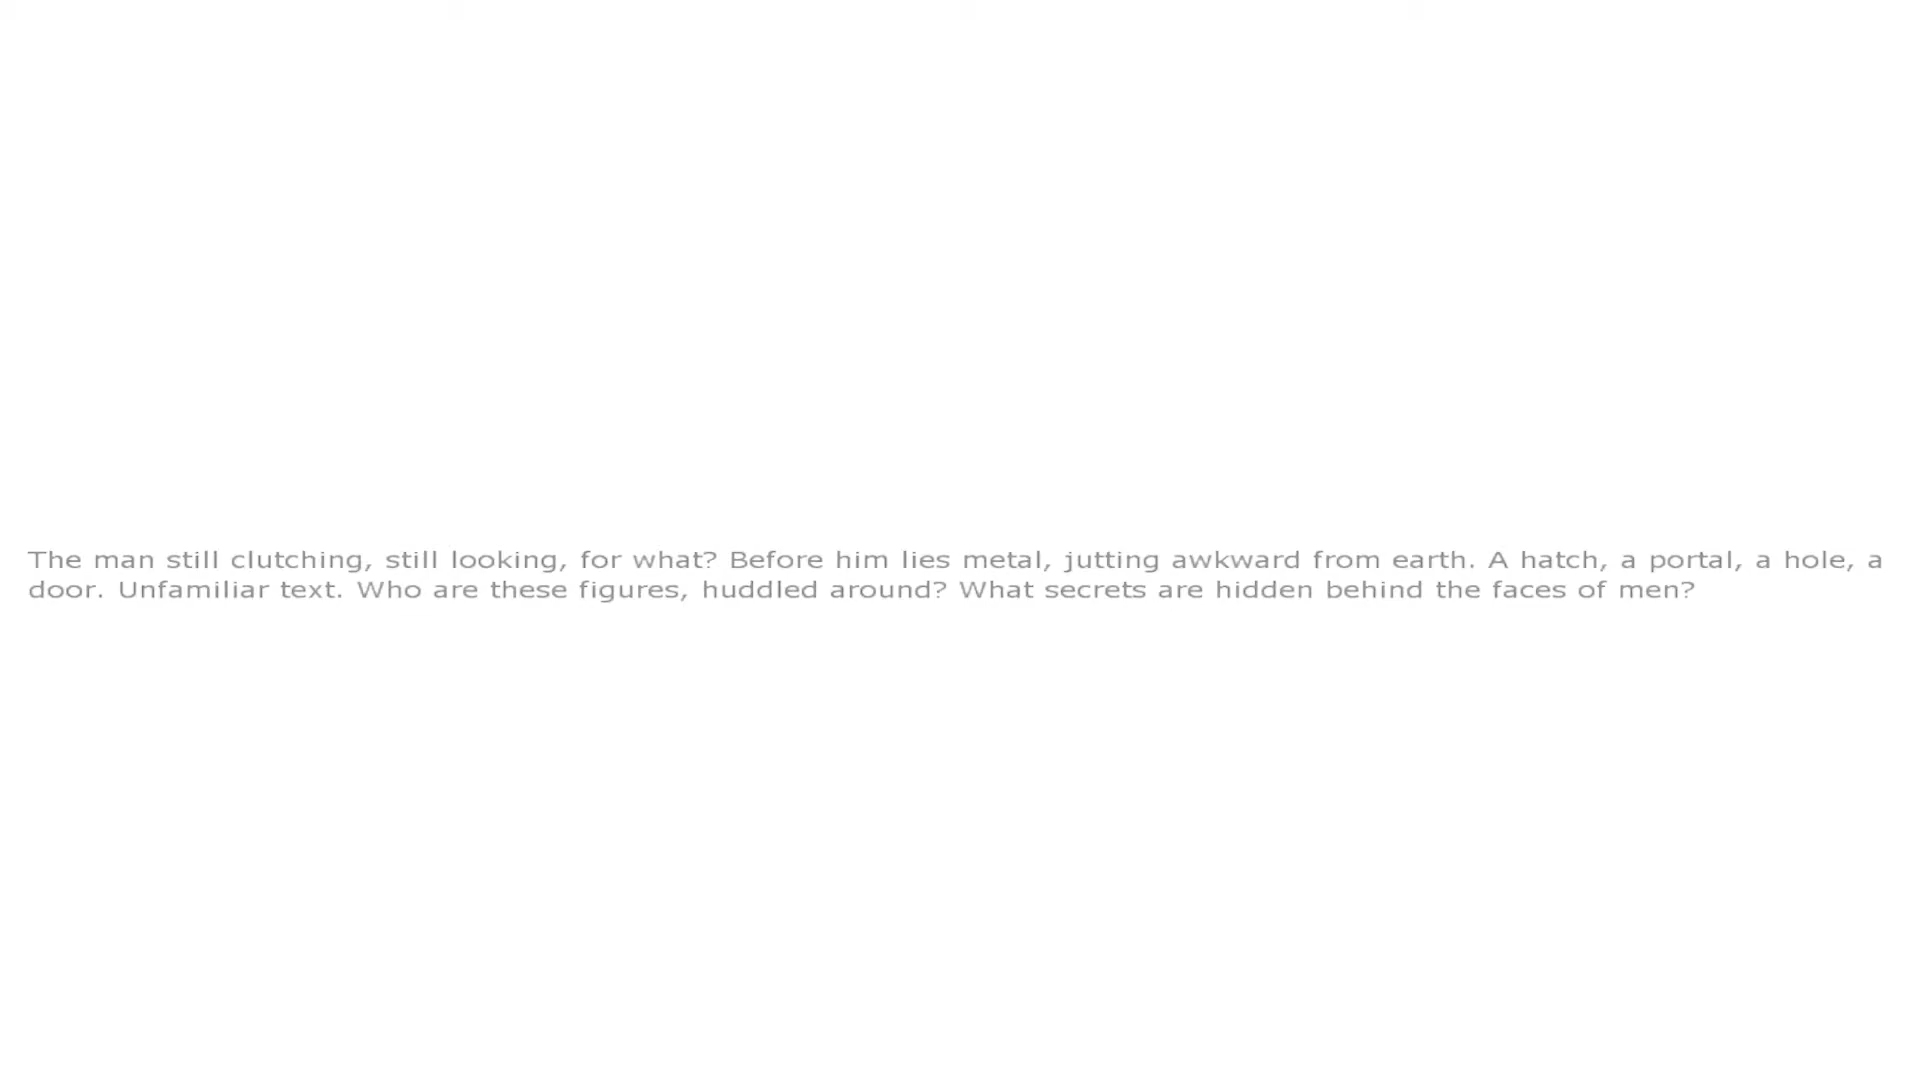 The man still clutching, still looking, for what? Before him lies metal, jutting awkward from earth. A hatch, a portal, a hole, a
door. Unfamiliar text. Who are these figures, huddled around? What secrets are hidden behind the faces of men?